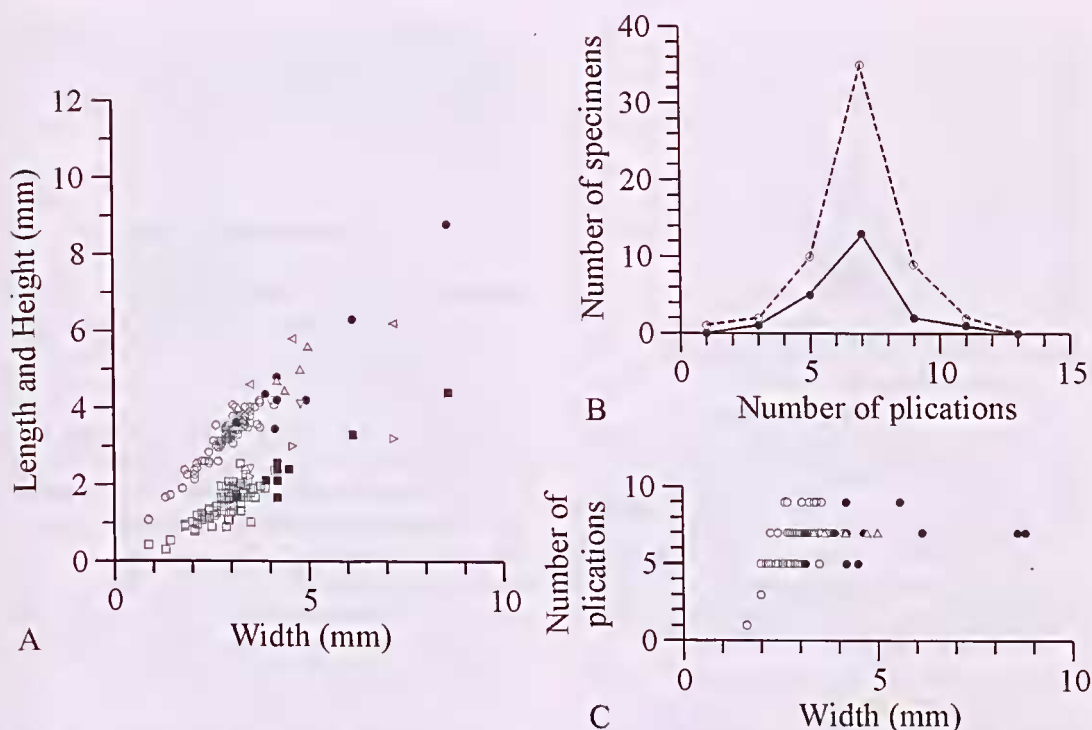 12
10
8
6
4
2
0
Length and Height (mm)
0
5
10
Width (mm)
A
40
30
20
10
0
Number of specimens
0
5
10
15
Number of plications
B
10
5
0
Number of
plications
0
5
10
Width (mm)
C